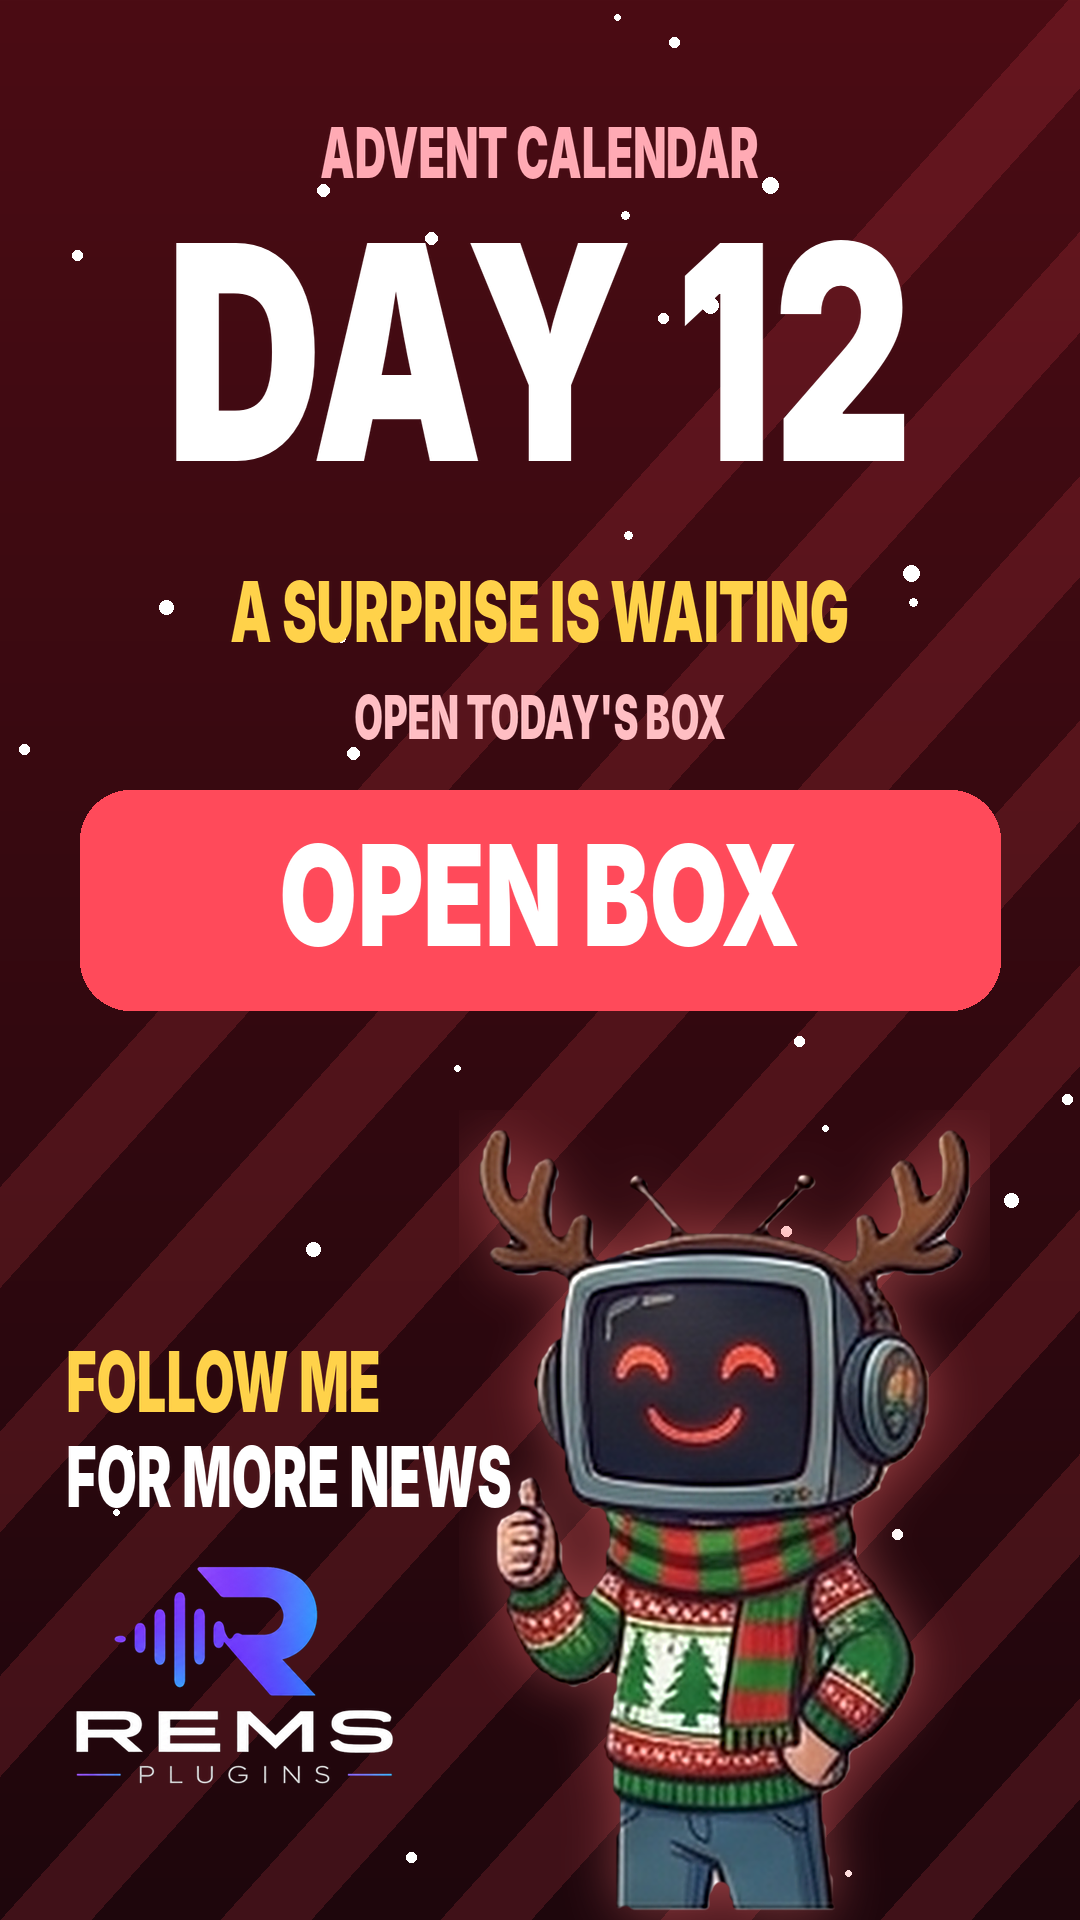 ADVENT CALENDAR
DAY 12
A SURPRISE IS WAITING
OPEN TODAY'S BOX
OPEN BOX
FOLLOW ME
FOR MORE NEWS
REMS
PLUGINS